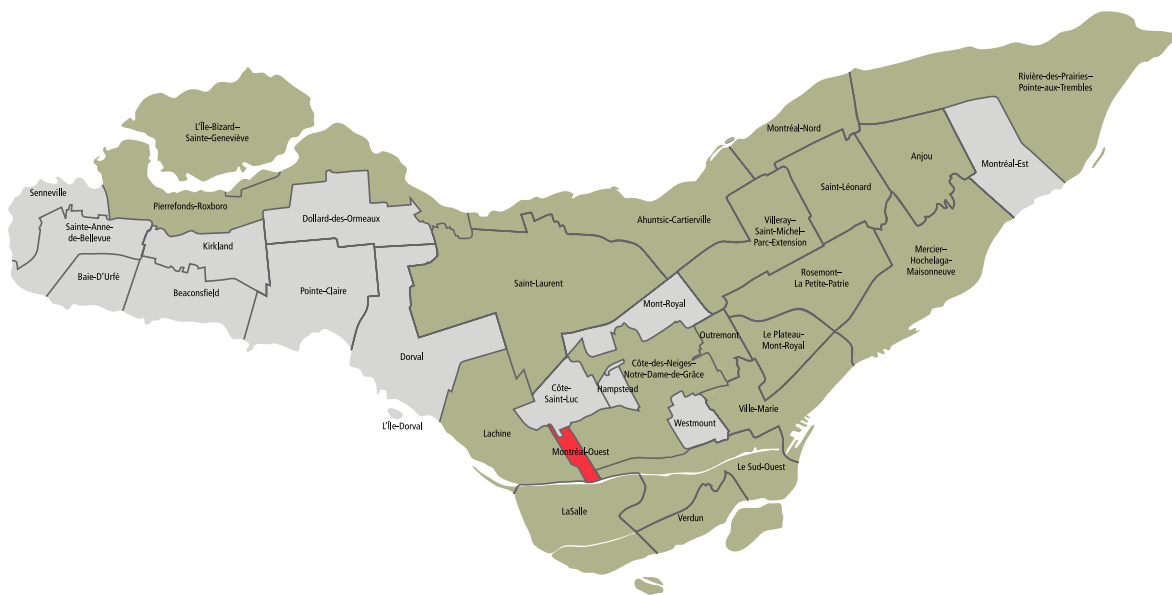 Rivière-des-Prairies–
Pointe-aux-Trembles
L'Île-Bizard–
Sainte-Geneviève
Montréal-Nord
Anjou
Montréal-Est
Saint-Léonard
Senneville
Pierrefonds-Roxboro
Dollard-des-Ormeaux
Ahuntsic-Cartierville
Villeray–
Saint-Michel–
Parc-Extension
Sainte-Anne-
de-Bellevue
Kirkland
Mercier–
Hochelaga-
Maisonneuve
Baie-D'Urfé
Beaconsfield
Pointe-Claire
Saint-Laurent
Rosemont–
La Petite-Patrie
Mont-Royal
Outremont
Le Plateau-
Mont-Royal
Dorval
Côte-des-Neiges–
Notre-Dame-de-Grâce
Côte-
Saint-Luc
Hampstead
Ville-Marie
L'Île-Dorval
Westmount
Lachine
Montréal-Ouest
Le Sud-Ouest
LaSalle
Verdun